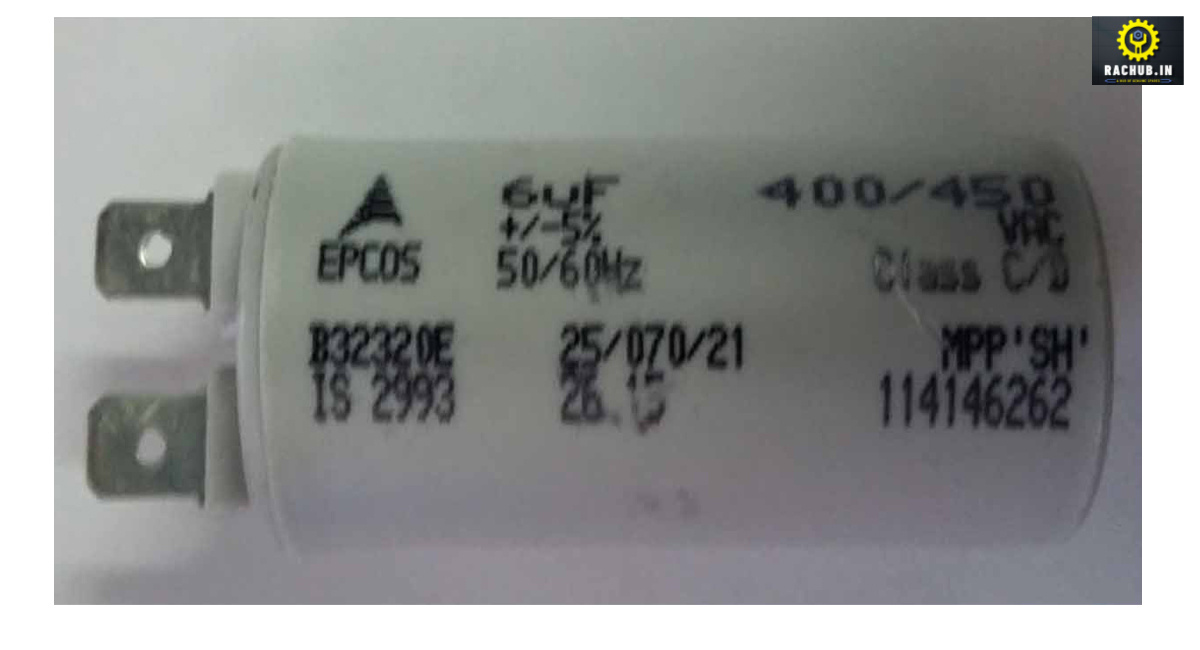 RACHUB.IN
EPCOS
6uF
+/-5%
50/60Hz
400/450
VAC
Class C/D
B32320E 25/070/21 MPP'SH'
IS 2993 114146262